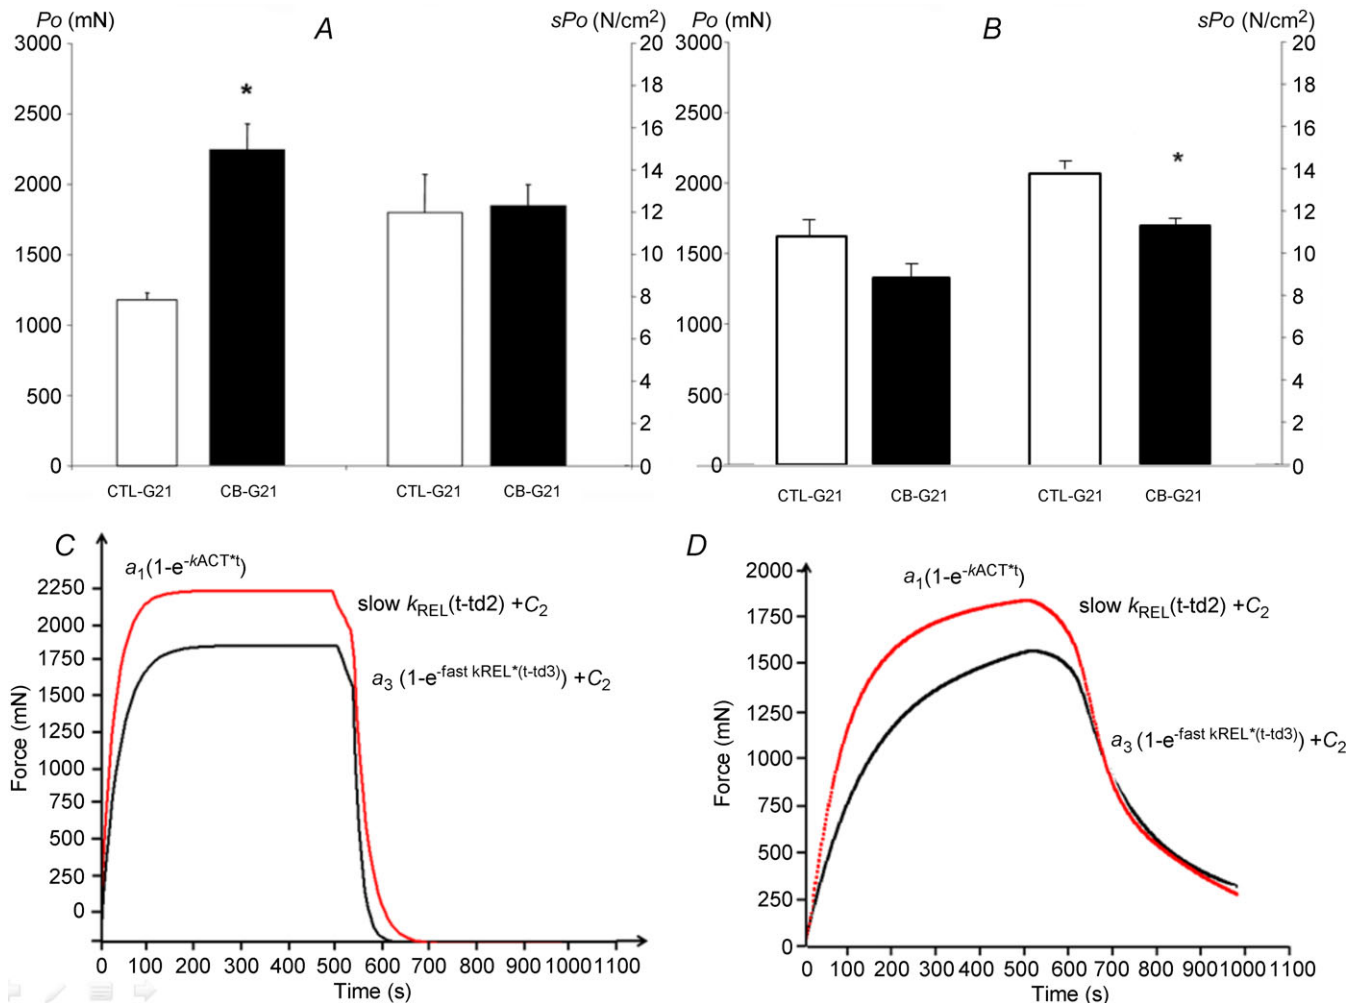 Po (mN)
A
sPo (N/cm²)
3000
2500
2000
1500
1000
500
0
*
20
18
16
14
12
10
8
6
4
2
0
CTL-G21
CB-G21
CTL-G21
CB-G21
Po (mN)
B
sPo (N/cm²)
3000
2500
2000
1500
1000
500
0
*
20
18
16
14
12
10
8
6
4
2
0
CTL-G21
CB-G21
CTL-G21
CB-G21
C
a₁(1-e^-kACT*t)
slow k_REL(t-td2) +C₂
a₃ (1-e^-fast kREL*(t-td3)) +C₂
Force (mN)
2250
2000
1750
1500
1250
1000
750
500
250
0
0 100 200 300 400 500 600 700 800 900 1000 1100
Time (s)
D
a₁(1-e^-kACT*t)
slow k_REL(t-td2) +C₂
a₃ (1-e^-fast kREL*(t-td3)) +C₂
Force (mN)
2000
1750
1500
1250
1000
750
500
250
0
0 100 200 300 400 500 600 700 800 900 1000 1100
Time (s)